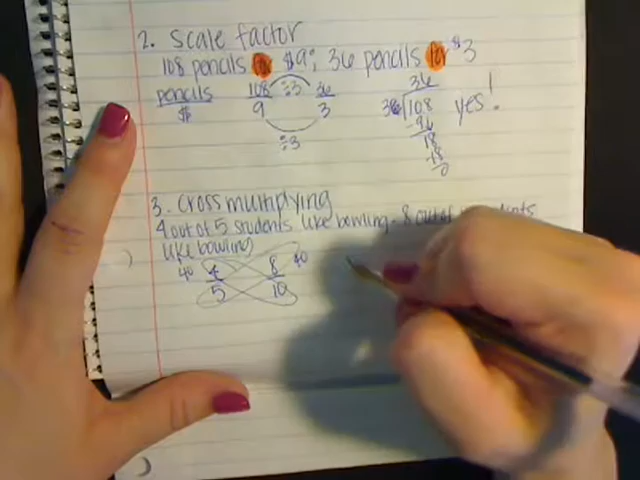 2. scale factor
108 pencils for $9; 36 pencils for $3
pencils 108 ÷3 36
$ 9 3
÷3
36
36 108 yes!
-96
18
-18
0
3. Cross multiplying
4 out of 5 students like bowling - 8 out of
like bowling
40 4 8 40
5 10